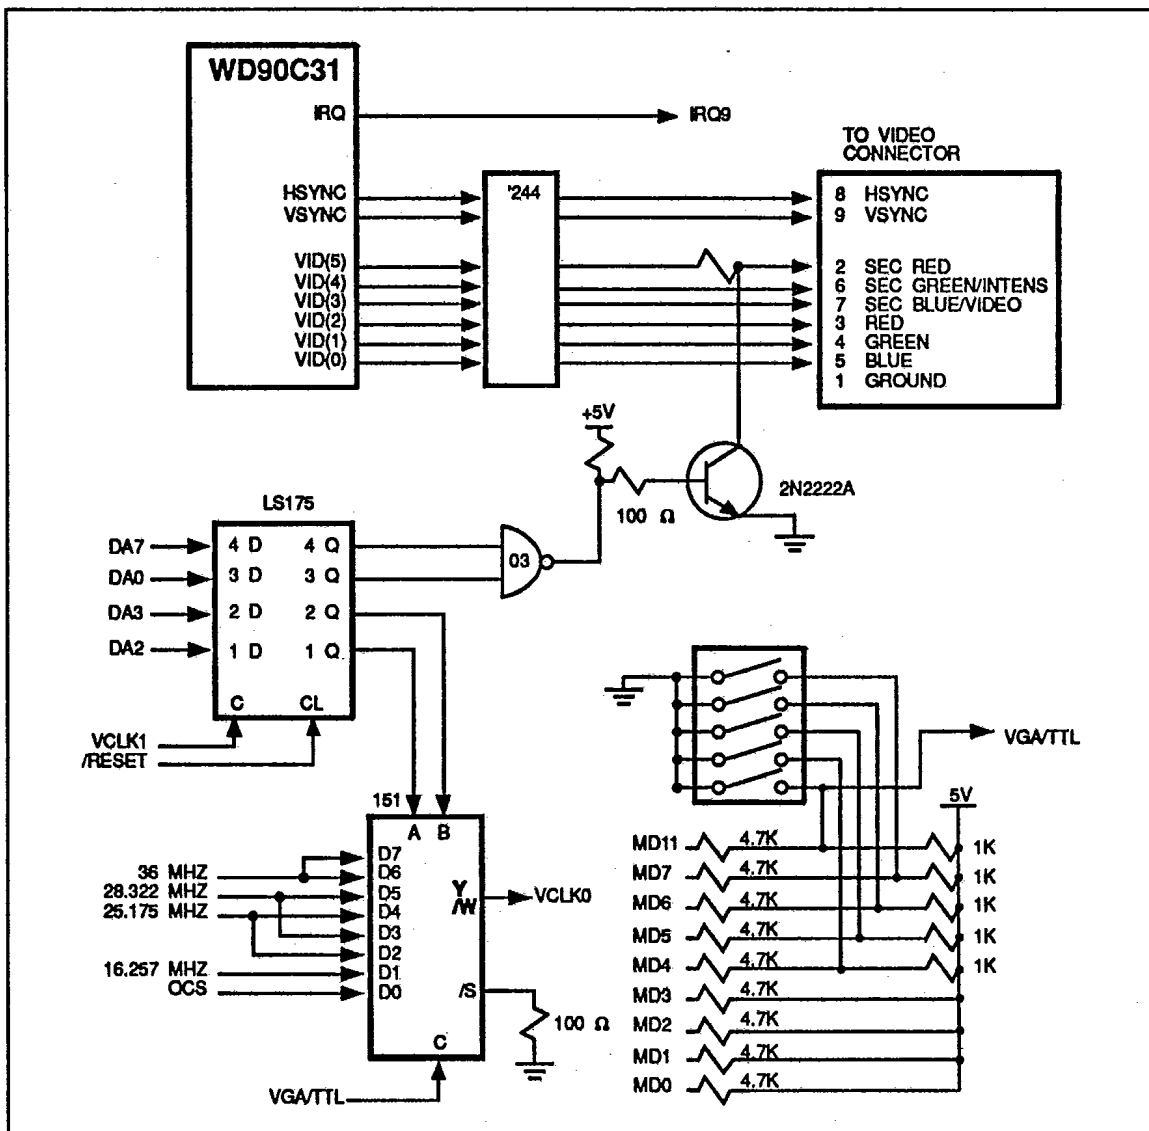 WD90C31
IRQ
IRQ9
TO VIDEO
CONNECTOR
HSYNC
'244
8 HSYNC
VSYNC
9 VSYNC
VID(5)
2 SEC RED
VID(4)
6 SEC GREEN/INTENS
VID(3)
7 SEC BLUE/VIDEO
VID(2)
3 RED
VID(1)
4 GREEN
VID(0)
5 BLUE
1 GROUND
+5V
2N2222A
100 Ω
LS175
DA7
4 D 4 Q
03
DA0
3 D 3 Q
DA3
2 D 2 Q
DA2
1 D 1 Q
C CL
VCLK1
/RESET
VGA/TTL
5V
151
A B
D7
36 MHZ
D6
28.322 MHZ
D5
Y
/W
VCLK0
25.175 MHZ
D4
D3
D2
16.257 MHZ
D1
OCS
D0
/S
100 Ω
C
VGA/TTL
MD11 4.7K 1K
MD7 4.7K 1K
MD6 4.7K 1K
MD5 4.7K 1K
MD4 4.7K 1K
MD3 4.7K
MD2 4.7K
MD1 4.7K
MD0 4.7K